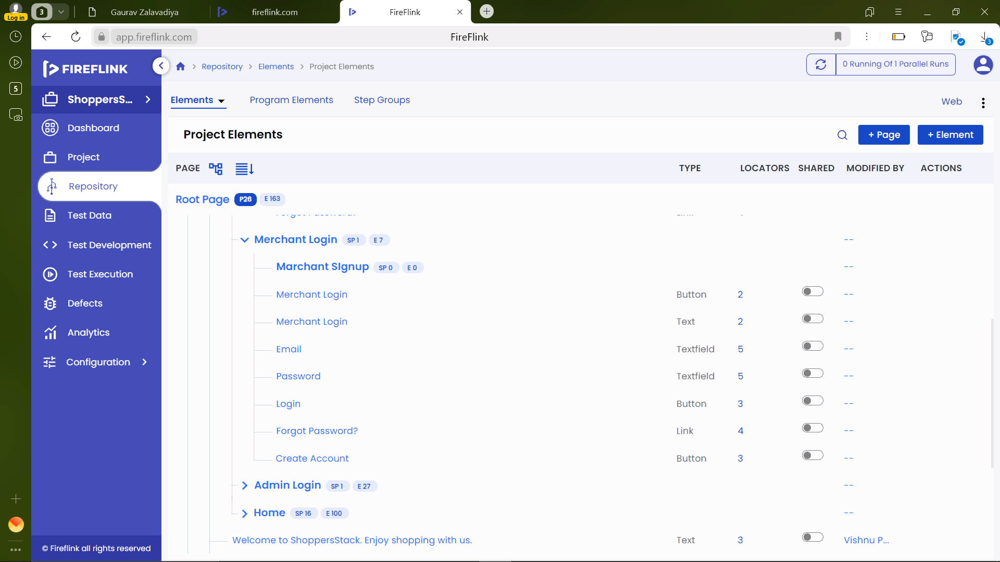 3
Gaurav Zalavadiya
fireflink.com
FireFlink
Log in
app.fireflink.com
FireFlink
3
5
FIREFLINK
Repository
Elements
Project Elements
0 Running Of 1 Parallel Runs
ShoppersS...
Dashboard
Project
Repository
Test Data
Test Development
Test Execution
Defects
Analytics
Configuration
© Fireflink all rights reserved
Elements
Program Elements
Step Groups
Web
Project Elements
+ Page
+ Element
PAGE TYPE LOCATORS SHARED MODIFIED BY ACTIONS
Root Page P26 E 163
Merchant Login SP 1 E 7 --
Marchant SIgnup SP 0 E 0 --
Merchant Login Button 2 --
Merchant Login Text 2 --
Email Textfield 5 --
Password Textfield 5 --
Login Button 3 --
Forgot Password? Link 4 --
Create Account Button 3 --
Admin Login SP 1 E 27 --
Home SP 16 E 100 --
Welcome to ShoppersStack. Enjoy shopping with us. Text 3 Vishnu P...